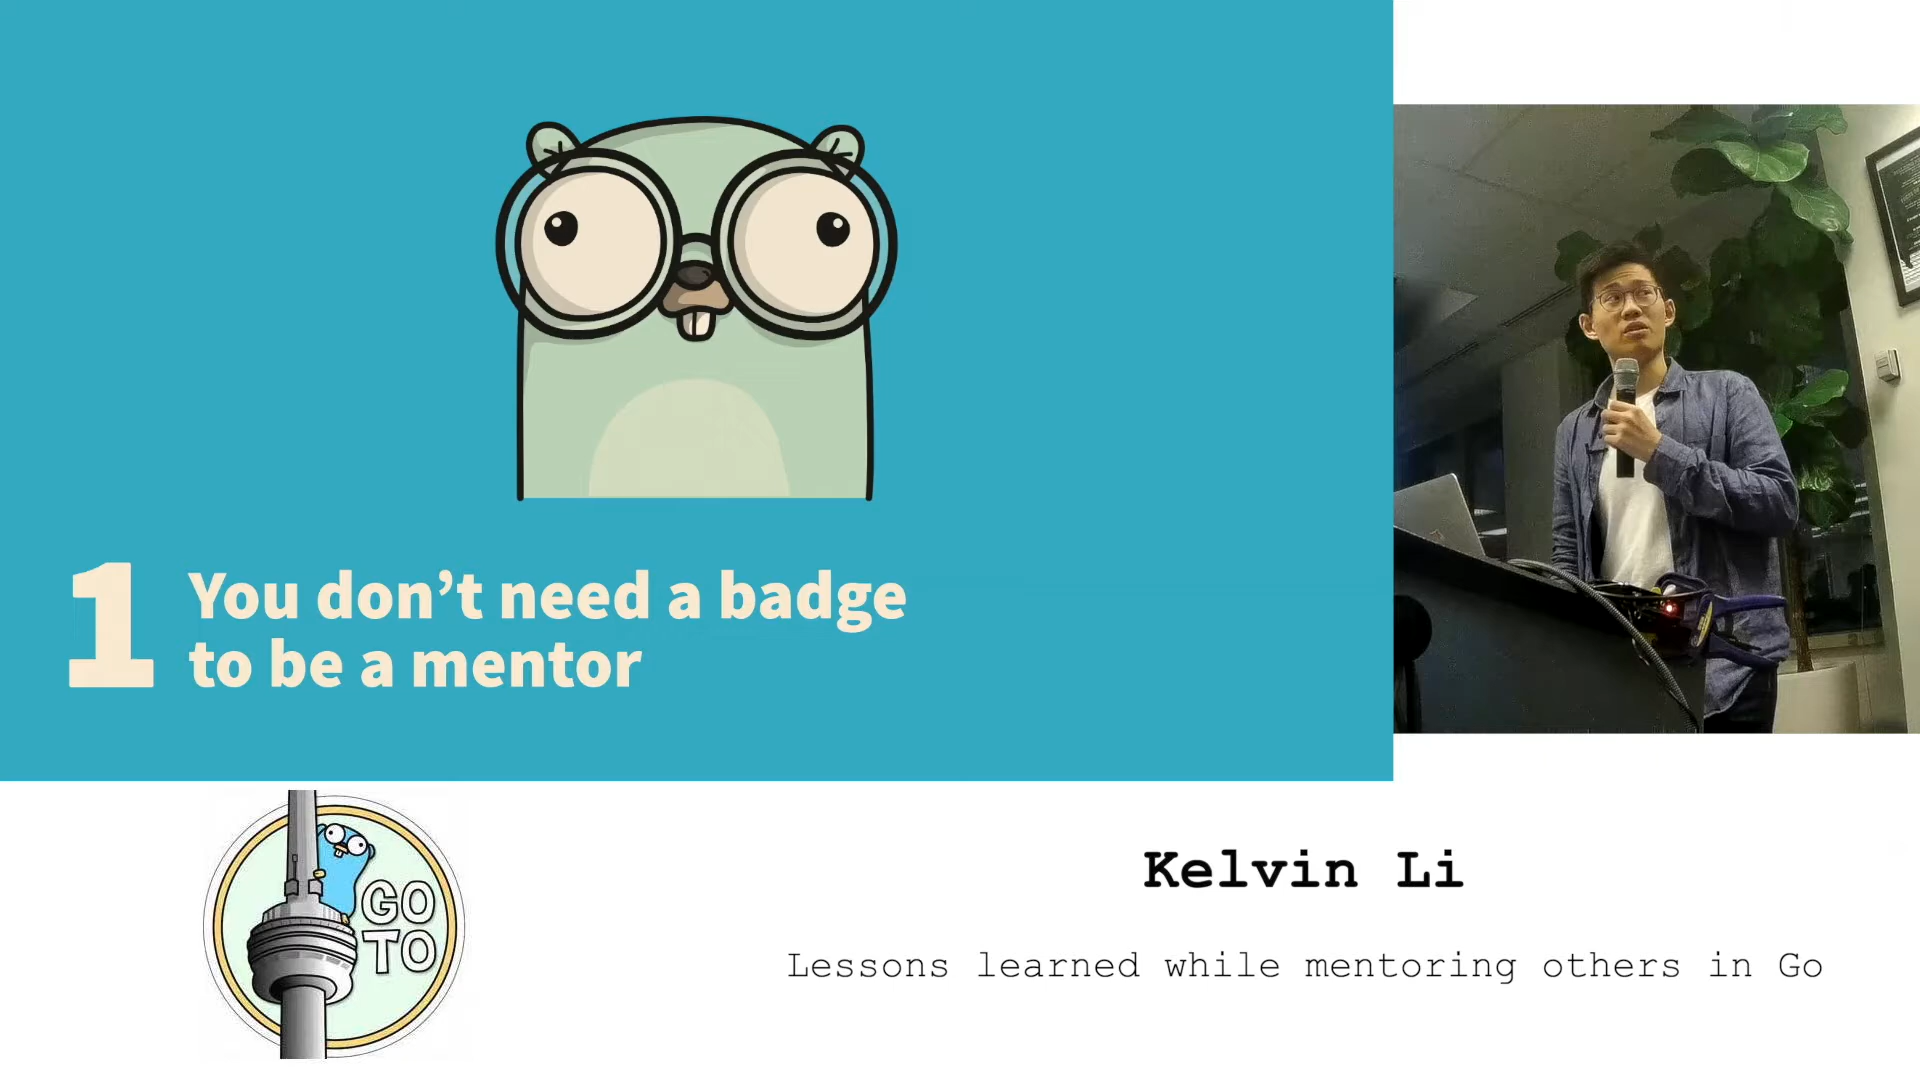 1 You don’t need a badge
to be a mentor
GO
TO
Kelvin Li
Lessons learned while mentoring others in Go